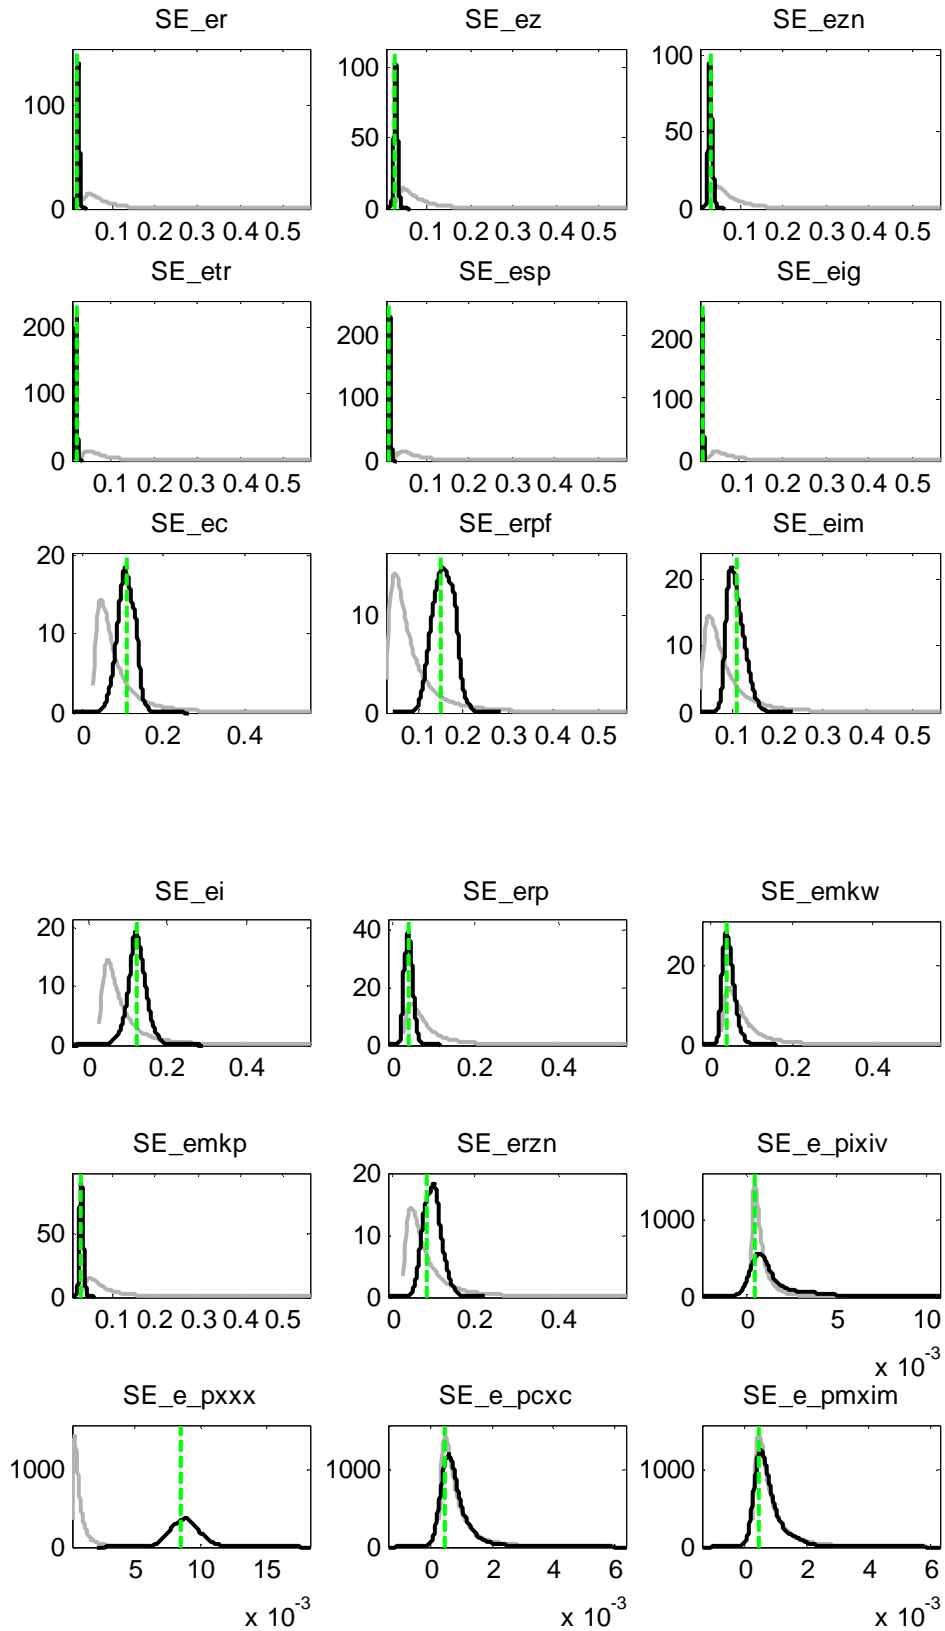 SE_er SE_ez SE_ezn
100
0
0.1 0.2 0.3 0.4 0.5
100
50
0
0.1 0.2 0.3 0.4 0.5
100
50
0
0.1 0.2 0.3 0.4 0.5
SE_etr SE_esp SE_eig
200
100
0
0.1 0.2 0.3 0.4 0.5
200
100
0
0.1 0.2 0.3 0.4 0.5
200
100
0
0.1 0.2 0.3 0.4 0.5
SE_ec SE_erpf SE_eim
20
10
0
0 0.2 0.4
10
0
0.1 0.2 0.3 0.4 0.5
20
10
0
0.1 0.2 0.3 0.4 0.5
SE_ei SE_erp SE_emkw
20
10
0
0 0.2 0.4
40
20
0
0 0.2 0.4
20
0
0 0.2 0.4
SE_emkp SE_erzn SE_e_pixiv
50
0
0.1 0.2 0.3 0.4 0.5
20
10
0
0 0.2 0.4
1000
0
0 5 10
x 10-3
SE_e_pxxx SE_e_pcxc SE_e_pmxim
1000
0
5 10 15
x 10-3
1000
0
0 2 4 6
x 10-3
1000
0
0 2 4 6
x 10-3